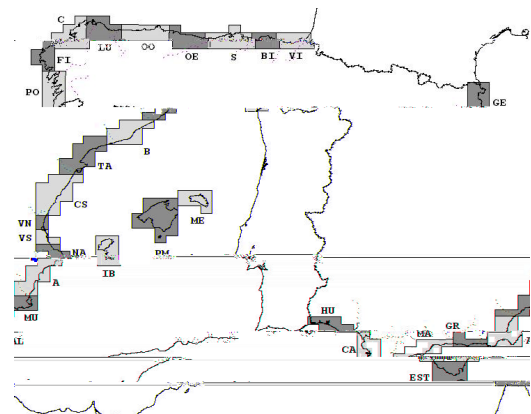 C
LU OO OE S BI VI
FI
PO
GE
B
TA
CS
ME
VN
VS
NA PM
IB
A
MU HU
AL MA GR A
CA
EST